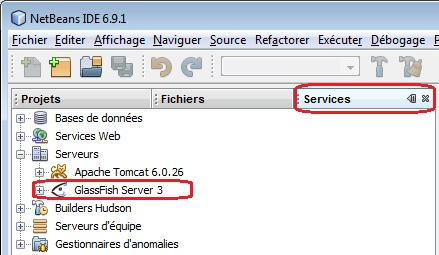 NetBeans IDE 6.9.1
Fichier Editer Affichage Naviguer Source Refactorer Exécuter Débogage P
Projets Fichiers Services
Bases de données
Services Web
Serveurs
Apache Tomcat 6.0.26
GlassFish Server 3
Builders Hudson
Serveurs d'équipe
Gestionnaires d'anomalies